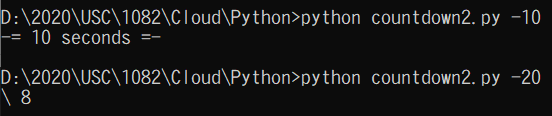 D:\2020\USC\1082\Cloud\Python>python countdown2.py -10
-= 10 seconds =-
D:\2020\USC\1082\Cloud\Python>python countdown2.py -20
\ 8